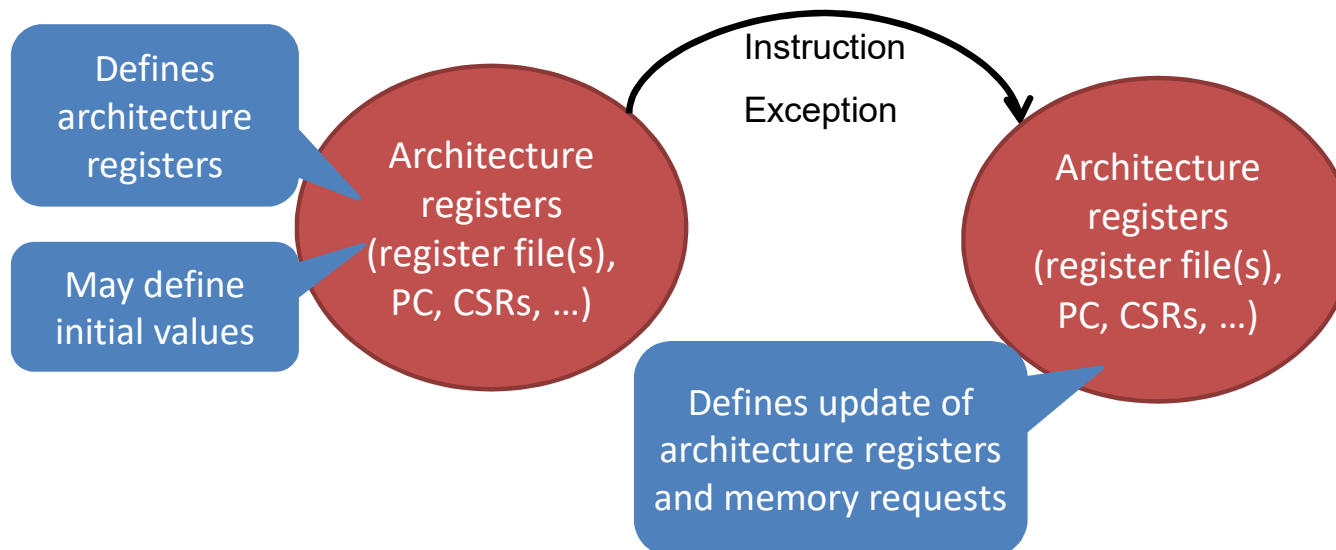 Defines
architecture
registers
May define
initial values
Architecture
registers
(register file(s),
PC, CSRs, …)
Instruction
Exception
Architecture
registers
(register file(s),
PC, CSRs, …)
Defines update of
architecture registers
and memory requests